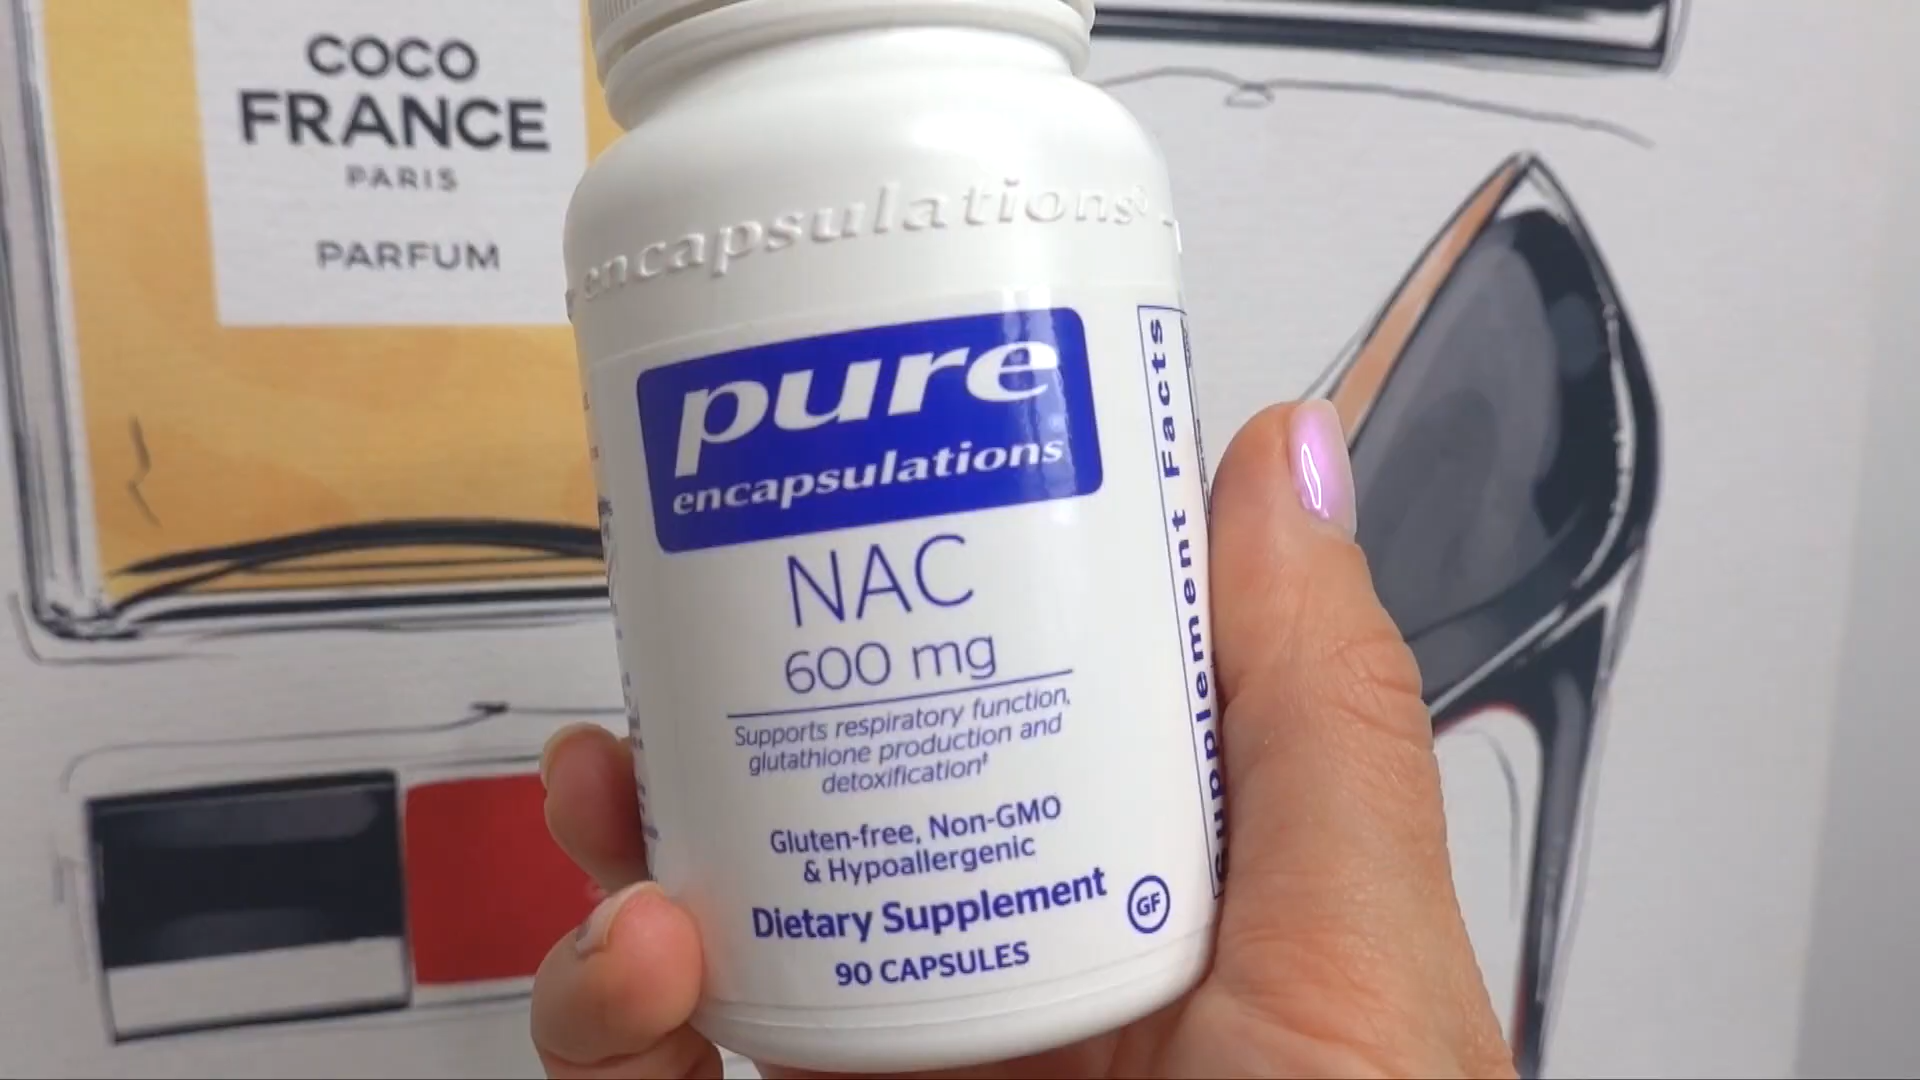 COCO
FRANCE
PARIS
PARFUM
encapsulations®
pure
encapsulations
NAC
600 mg
Supports respiratory function,
glutathione production and
detoxification‡
Gluten-free, Non-GMO
& Hypoallergenic
Dietary Supplement
GF
90 CAPSULES
Supplement Facts